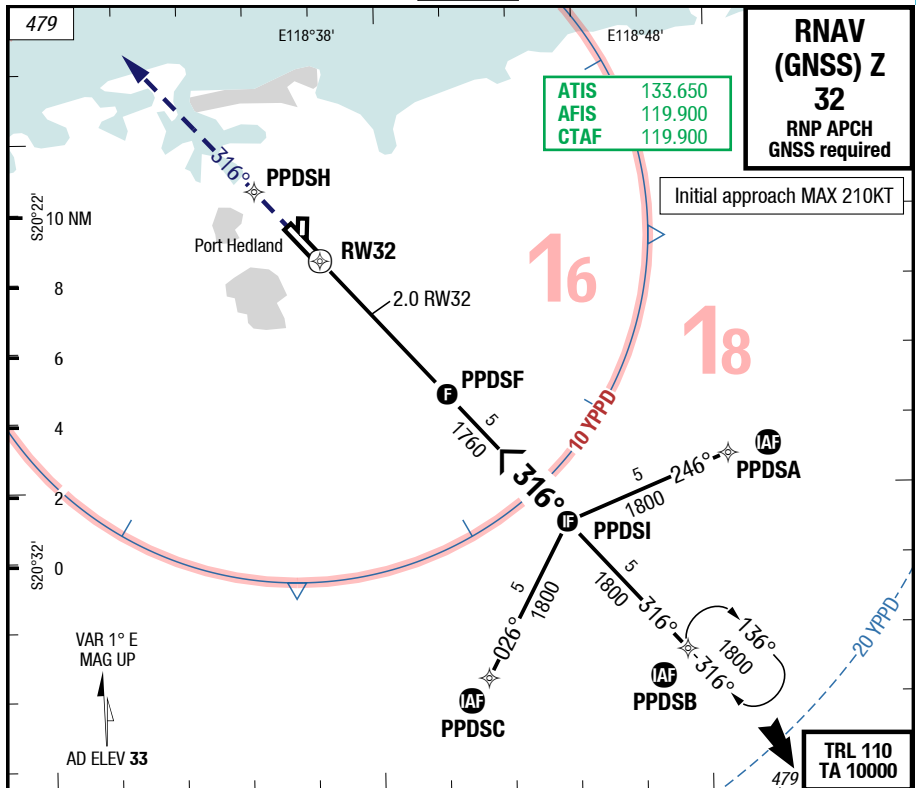 479
E118°38'
E118°48'
RNAV
(GNSS) Z
32
RNP APCH
GNSS required
ATIS 133.650
AFIS 119.900
CTAF 119.900
Initial approach MAX 210KT
316°
PPDSH
S20°22'
10 NM
Port Hedland
RW32
16
8
2.0 RW32
18
6
PPDSF
5
1760
10 YPPD
4
IAF
PPDSA
246°
5
1800
316°
2
IF
PPDSI
S20°32'
0
5
1800
026°
5
1800
316°
136°
1800
316°
20 YPPD
VAR 1° E
MAG UP
IAF
PPDSB
IAF
PPDSC
AD ELEV 33
479
TRL 110
TA 10000
F